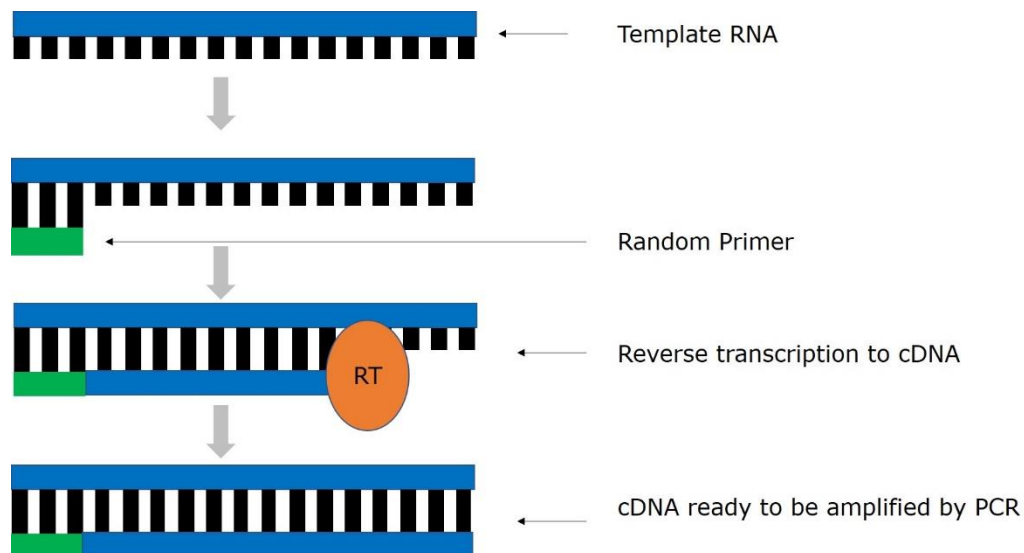 Template RNA
Random Primer
Reverse transcription to cDNA
RT
cDNA ready to be amplified by PCR